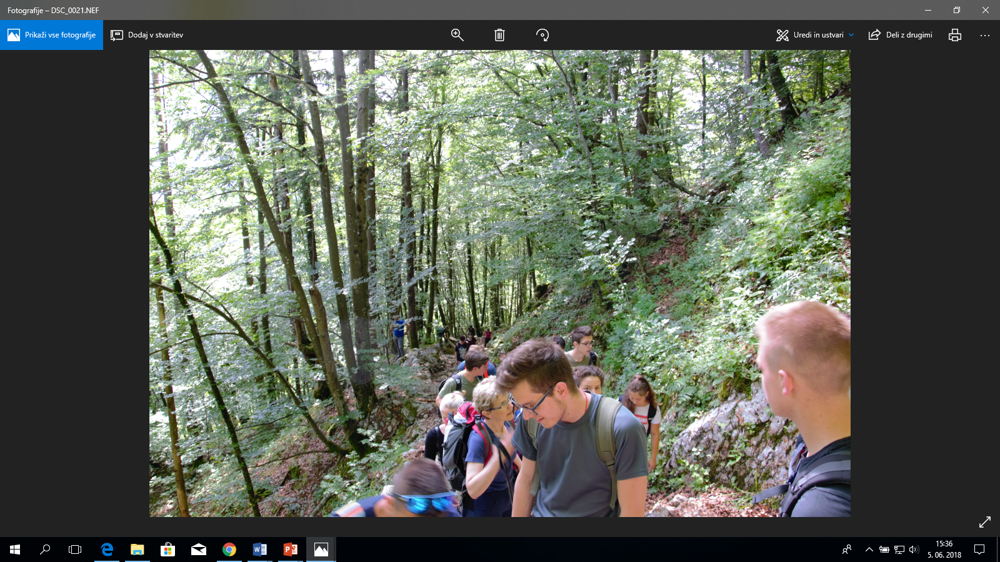 Fotografije – DSC_0021.NEF
Prikaži vse fotografije
Dodaj v stvaritev
Uredi in ustvari
Deli z drugimi
15:36
5. 06. 2018